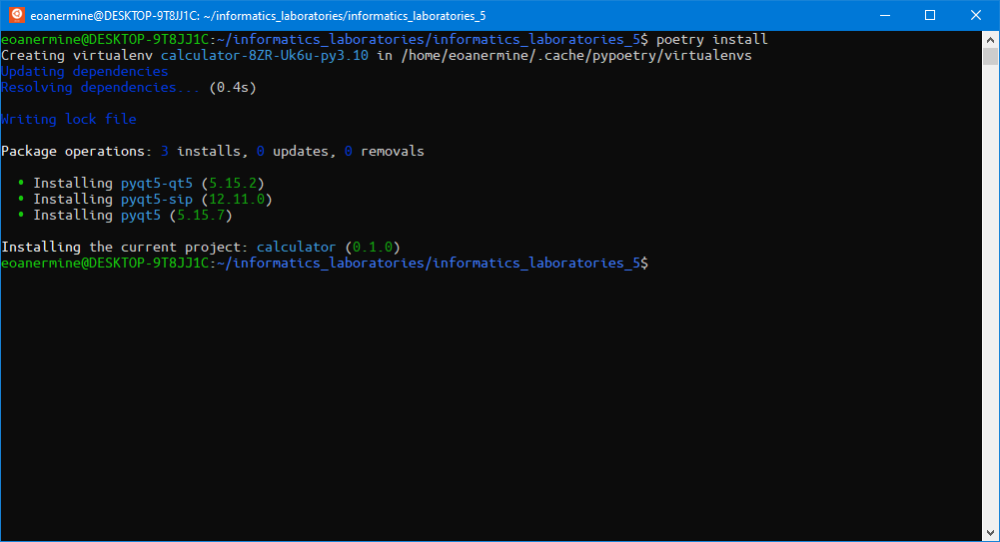 eoanermine@DESKTOP-9T8JJ1C: ~/informatics_laboratories/informatics_laboratories_5
eoanermine@DESKTOP-9T8JJ1C:~/informatics_laboratories/informatics_laboratories_5$ poetry install
Creating virtualenv calculator-8ZR-Uk6u-py3.10 in /home/eoanermine/.cache/pypoetry/virtualenvs
Updating dependencies
Resolving dependencies... (0.4s)
Writing lock file
Package operations: 3 installs, 0 updates, 0 removals
• Installing pyqt5-qt5 (5.15.2)
• Installing pyqt5-sip (12.11.0)
• Installing pyqt5 (5.15.7)
Installing the current project: calculator (0.1.0)
eoanermine@DESKTOP-9T8JJ1C:~/informatics_laboratories/informatics_laboratories_5$